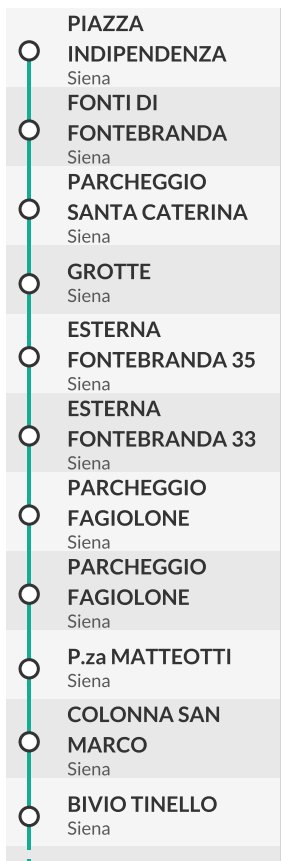 PIAZZA
INDIPENDENZA
Siena
FONTI DI
FONTEBRANDA
Siena
PARCHEGGIO
SANTA CATERINA
Siena
GROTTE
Siena
ESTERNA
FONTEBRANDA 35
Siena
ESTERNA
FONTEBRANDA 33
Siena
PARCHEGGIO
FAGIOLONE
Siena
PARCHEGGIO
FAGIOLONE
Siena
P.za MATTEOTTI
Siena
COLONNA SAN
MARCO
Siena
BIVIO TINELLO
Siena